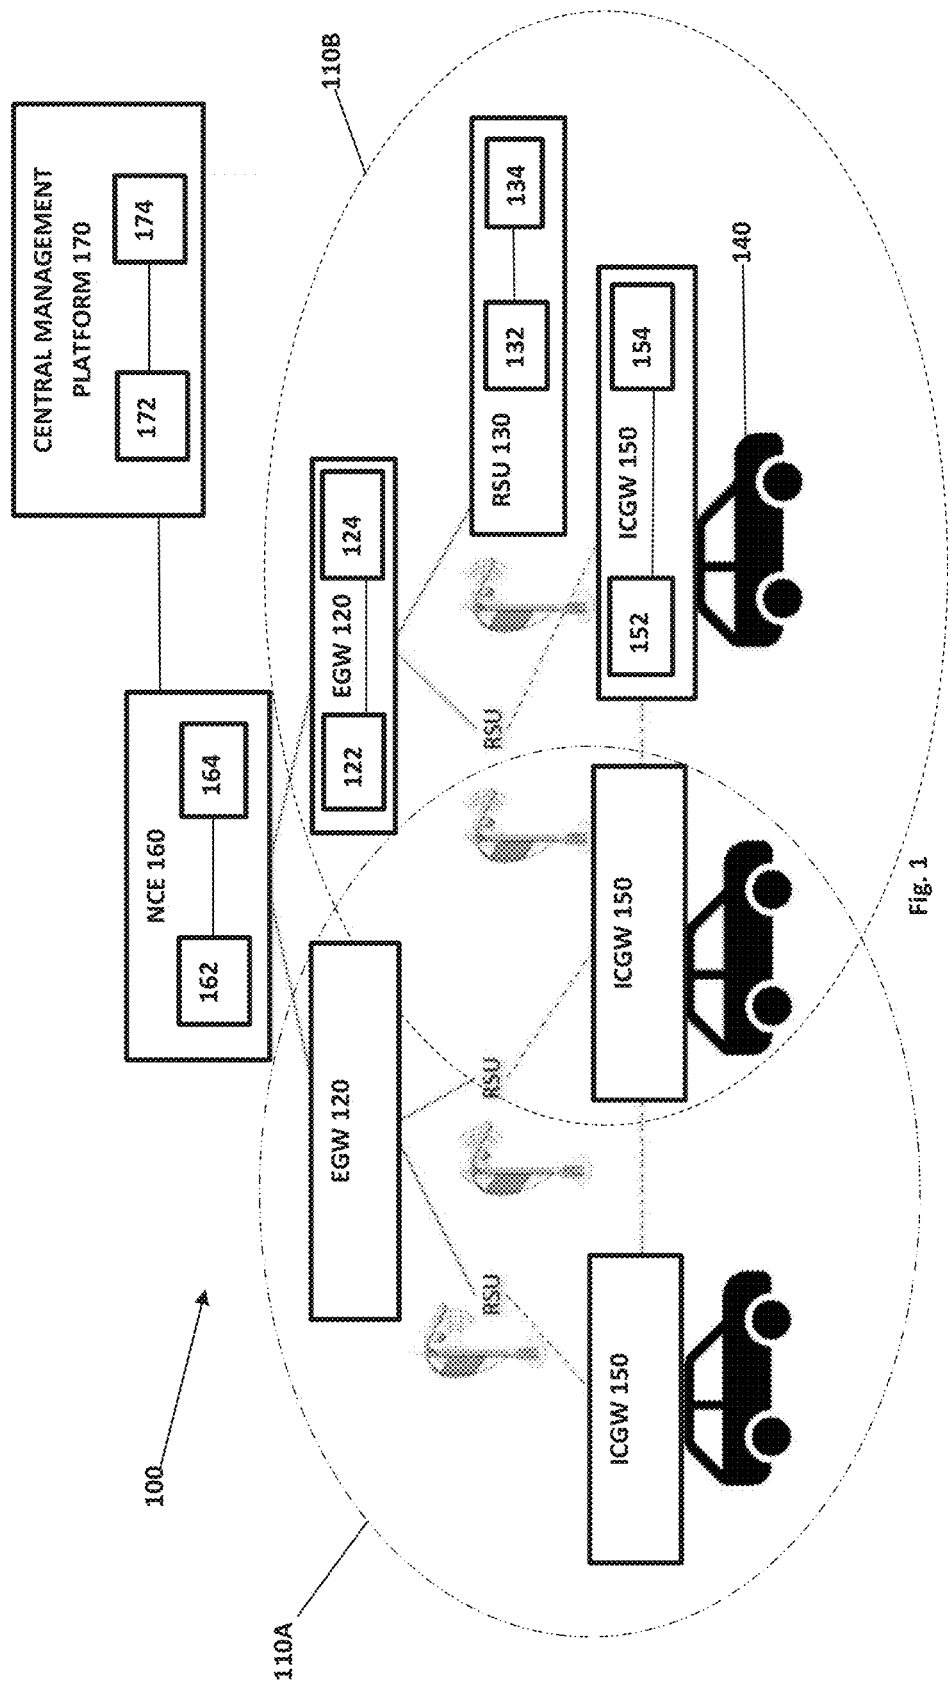 CENTRAL MANAGEMENT
PLATFORM 170
172
174
NCE 160
162
164
100
110A
110B
EGW 120
EGW 120
122
124
RSU
RSU
RSU
RSU 130
132
134
ICGW 150
ICGW 150
ICGW 150
152
154
140
Fig. 1